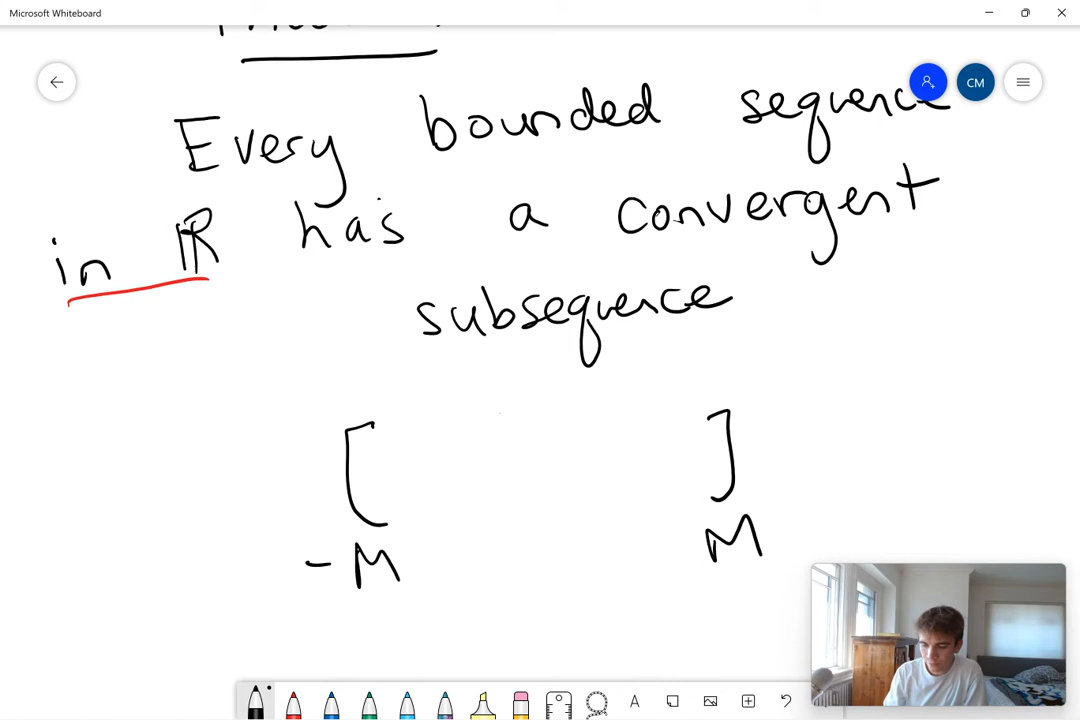 Microsoft Whiteboard
Every bounded sequence
CM
in ℝ has a convergent
subsequence
[ ]
-M M
A